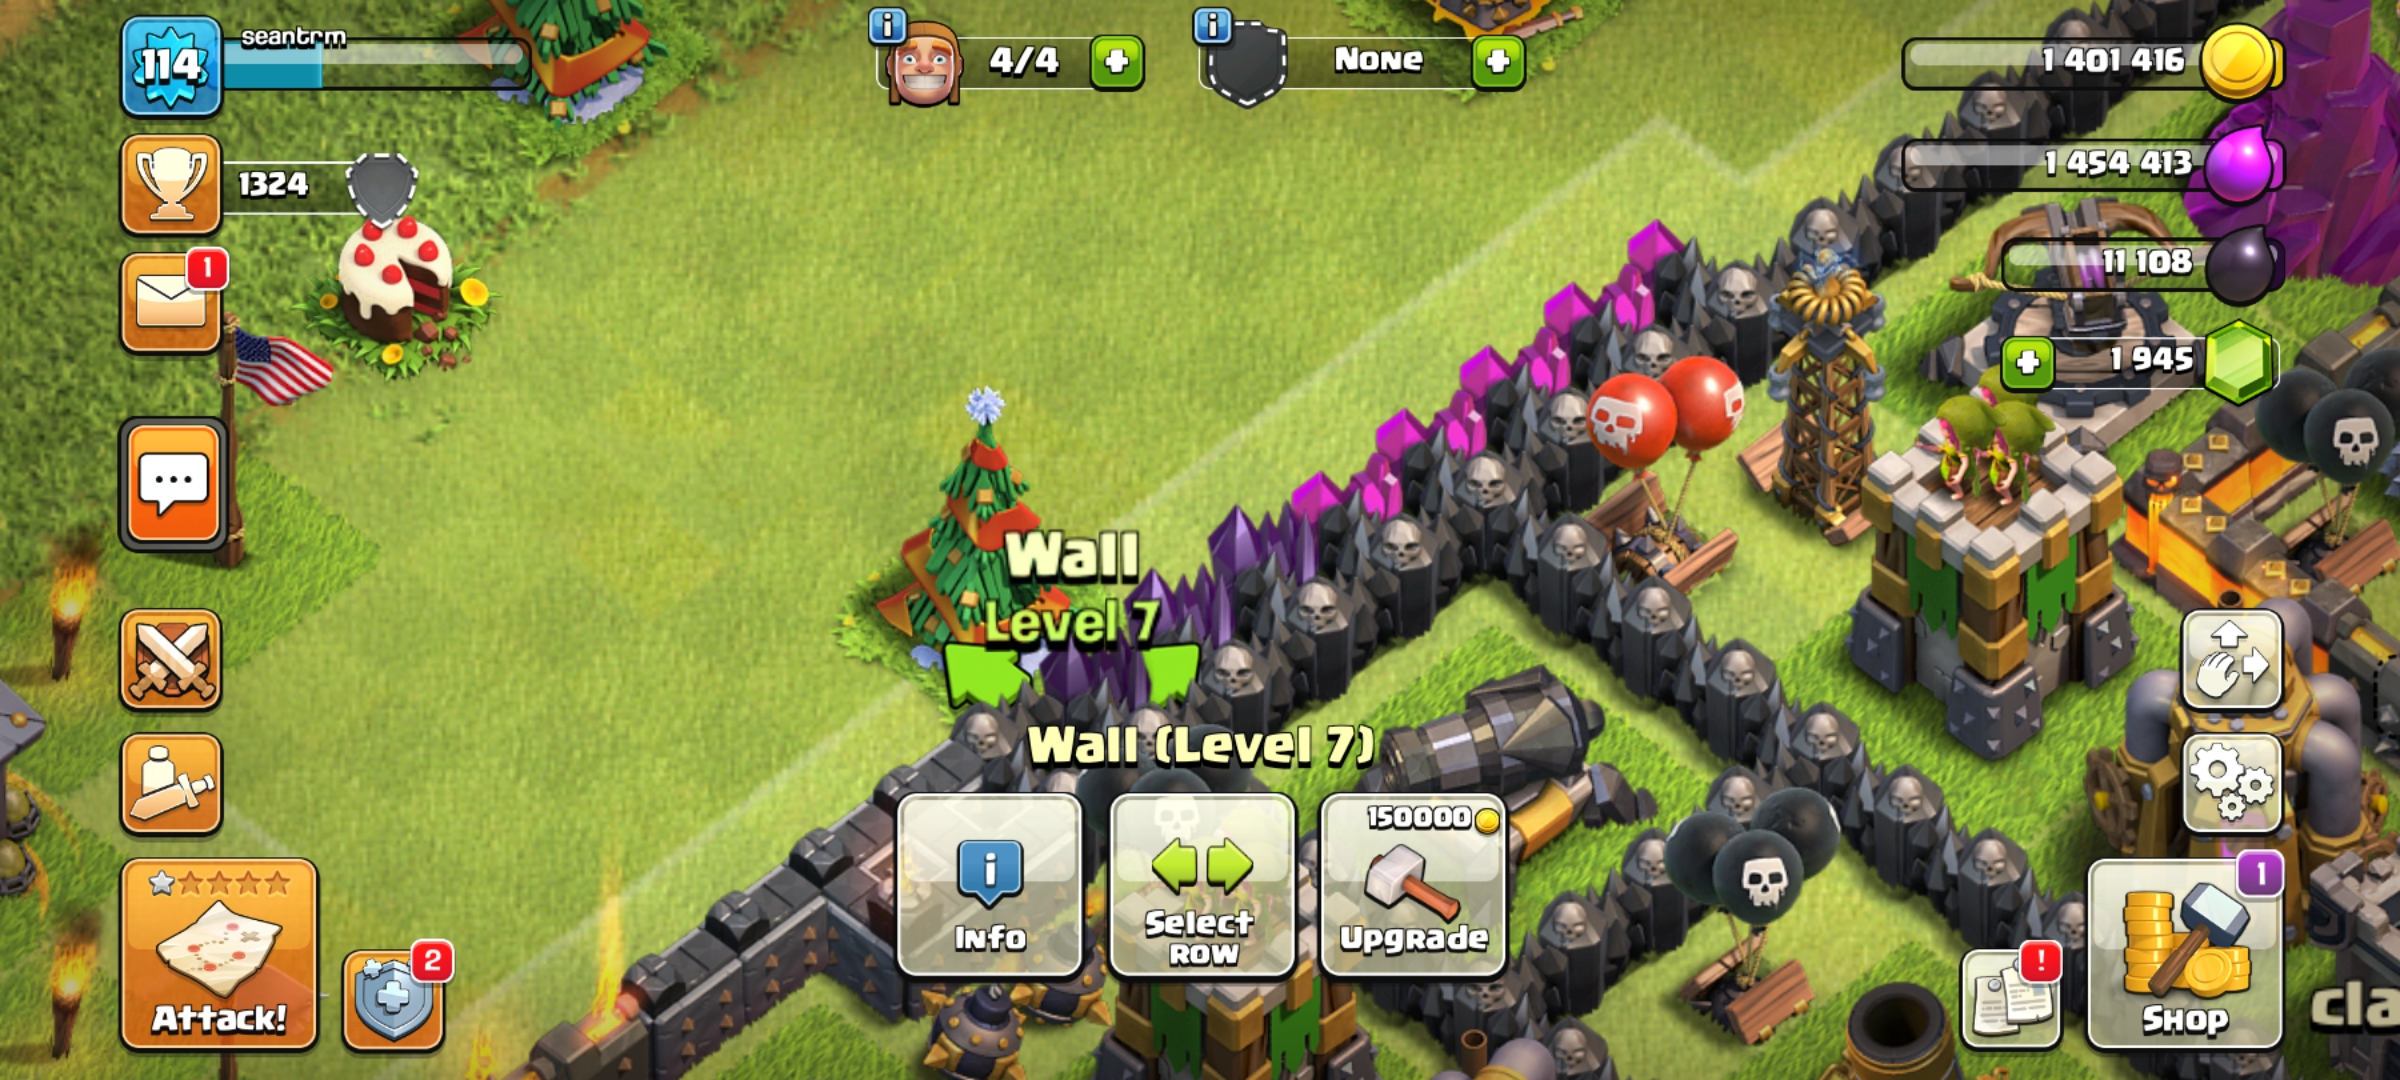 114
seantrm
4/4
None
1 401 416
1324
1 454 413
1
11 108
1 945
Wall
Level 7
Wall (Level 7)
150000
Info
Select
Row
Upgrade
Attack!
2
!
1
Shop
cla